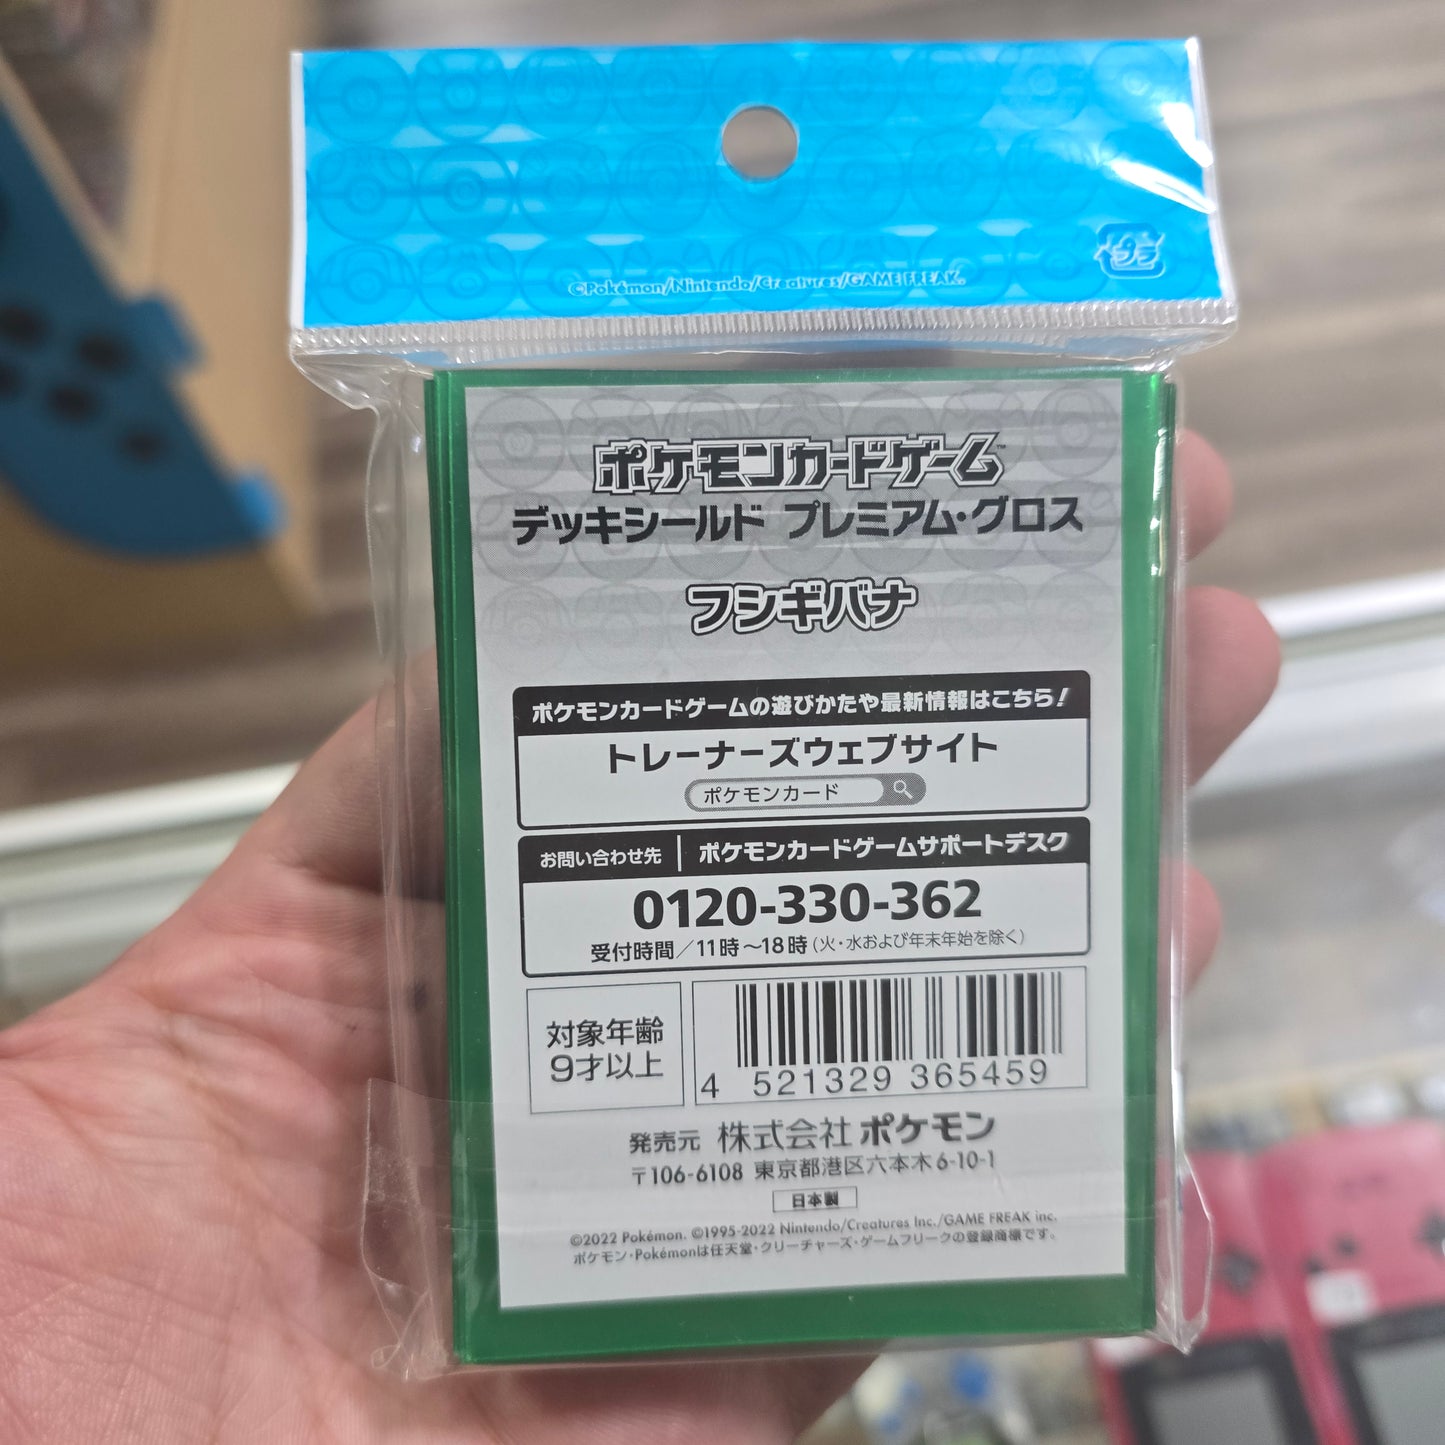 プラ
©Pokémon/Nintendo/Creatures/GAME FREAK.
ポケモンカードゲーム™
デッキシールド プレミアム・グロス
フシギバナ
ポケモンカードゲームの遊びかたや最新情報はこちら!
トレーナーズウェブサイト
ポケモンカード
お問い合わせ先 ポケモンカードゲームサポートデスク
0120-330-362
受付時間/11時~18時(火・水および年末年始を除く)
対象年齢
9才以上
4 521329 365459
発売元 株式会社 ポケモン
〒106-6108 東京都港区六本木6-10-1
日本製
©2022 Pokémon. ©1995-2022 Nintendo/Creatures Inc./GAME FREAK inc.
ポケモン・Pokémonは任天堂・クリーチャーズ・ゲームフリークの登録商標です。